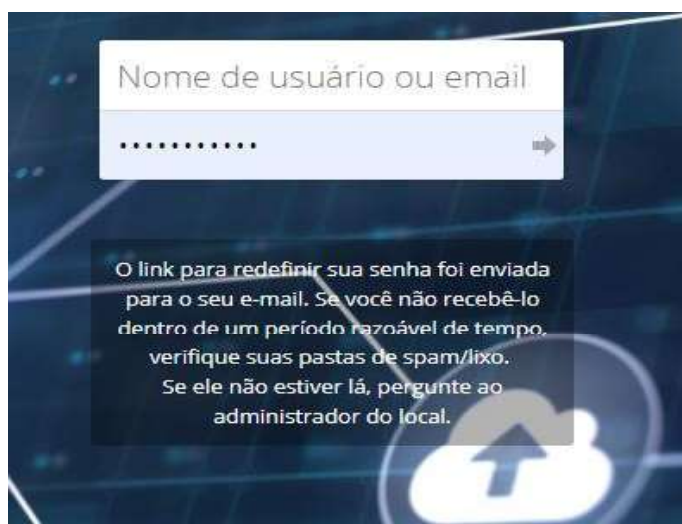 Nome de usuário ou email
•••••••••••
O link para redefinir sua senha foi enviada
para o seu e-mail. Se você não recebê-lo
dentro de um período razoável de tempo,
verifique suas pastas de spam/lixo.
Se ele não estiver lá, pergunte ao
administrador do local.